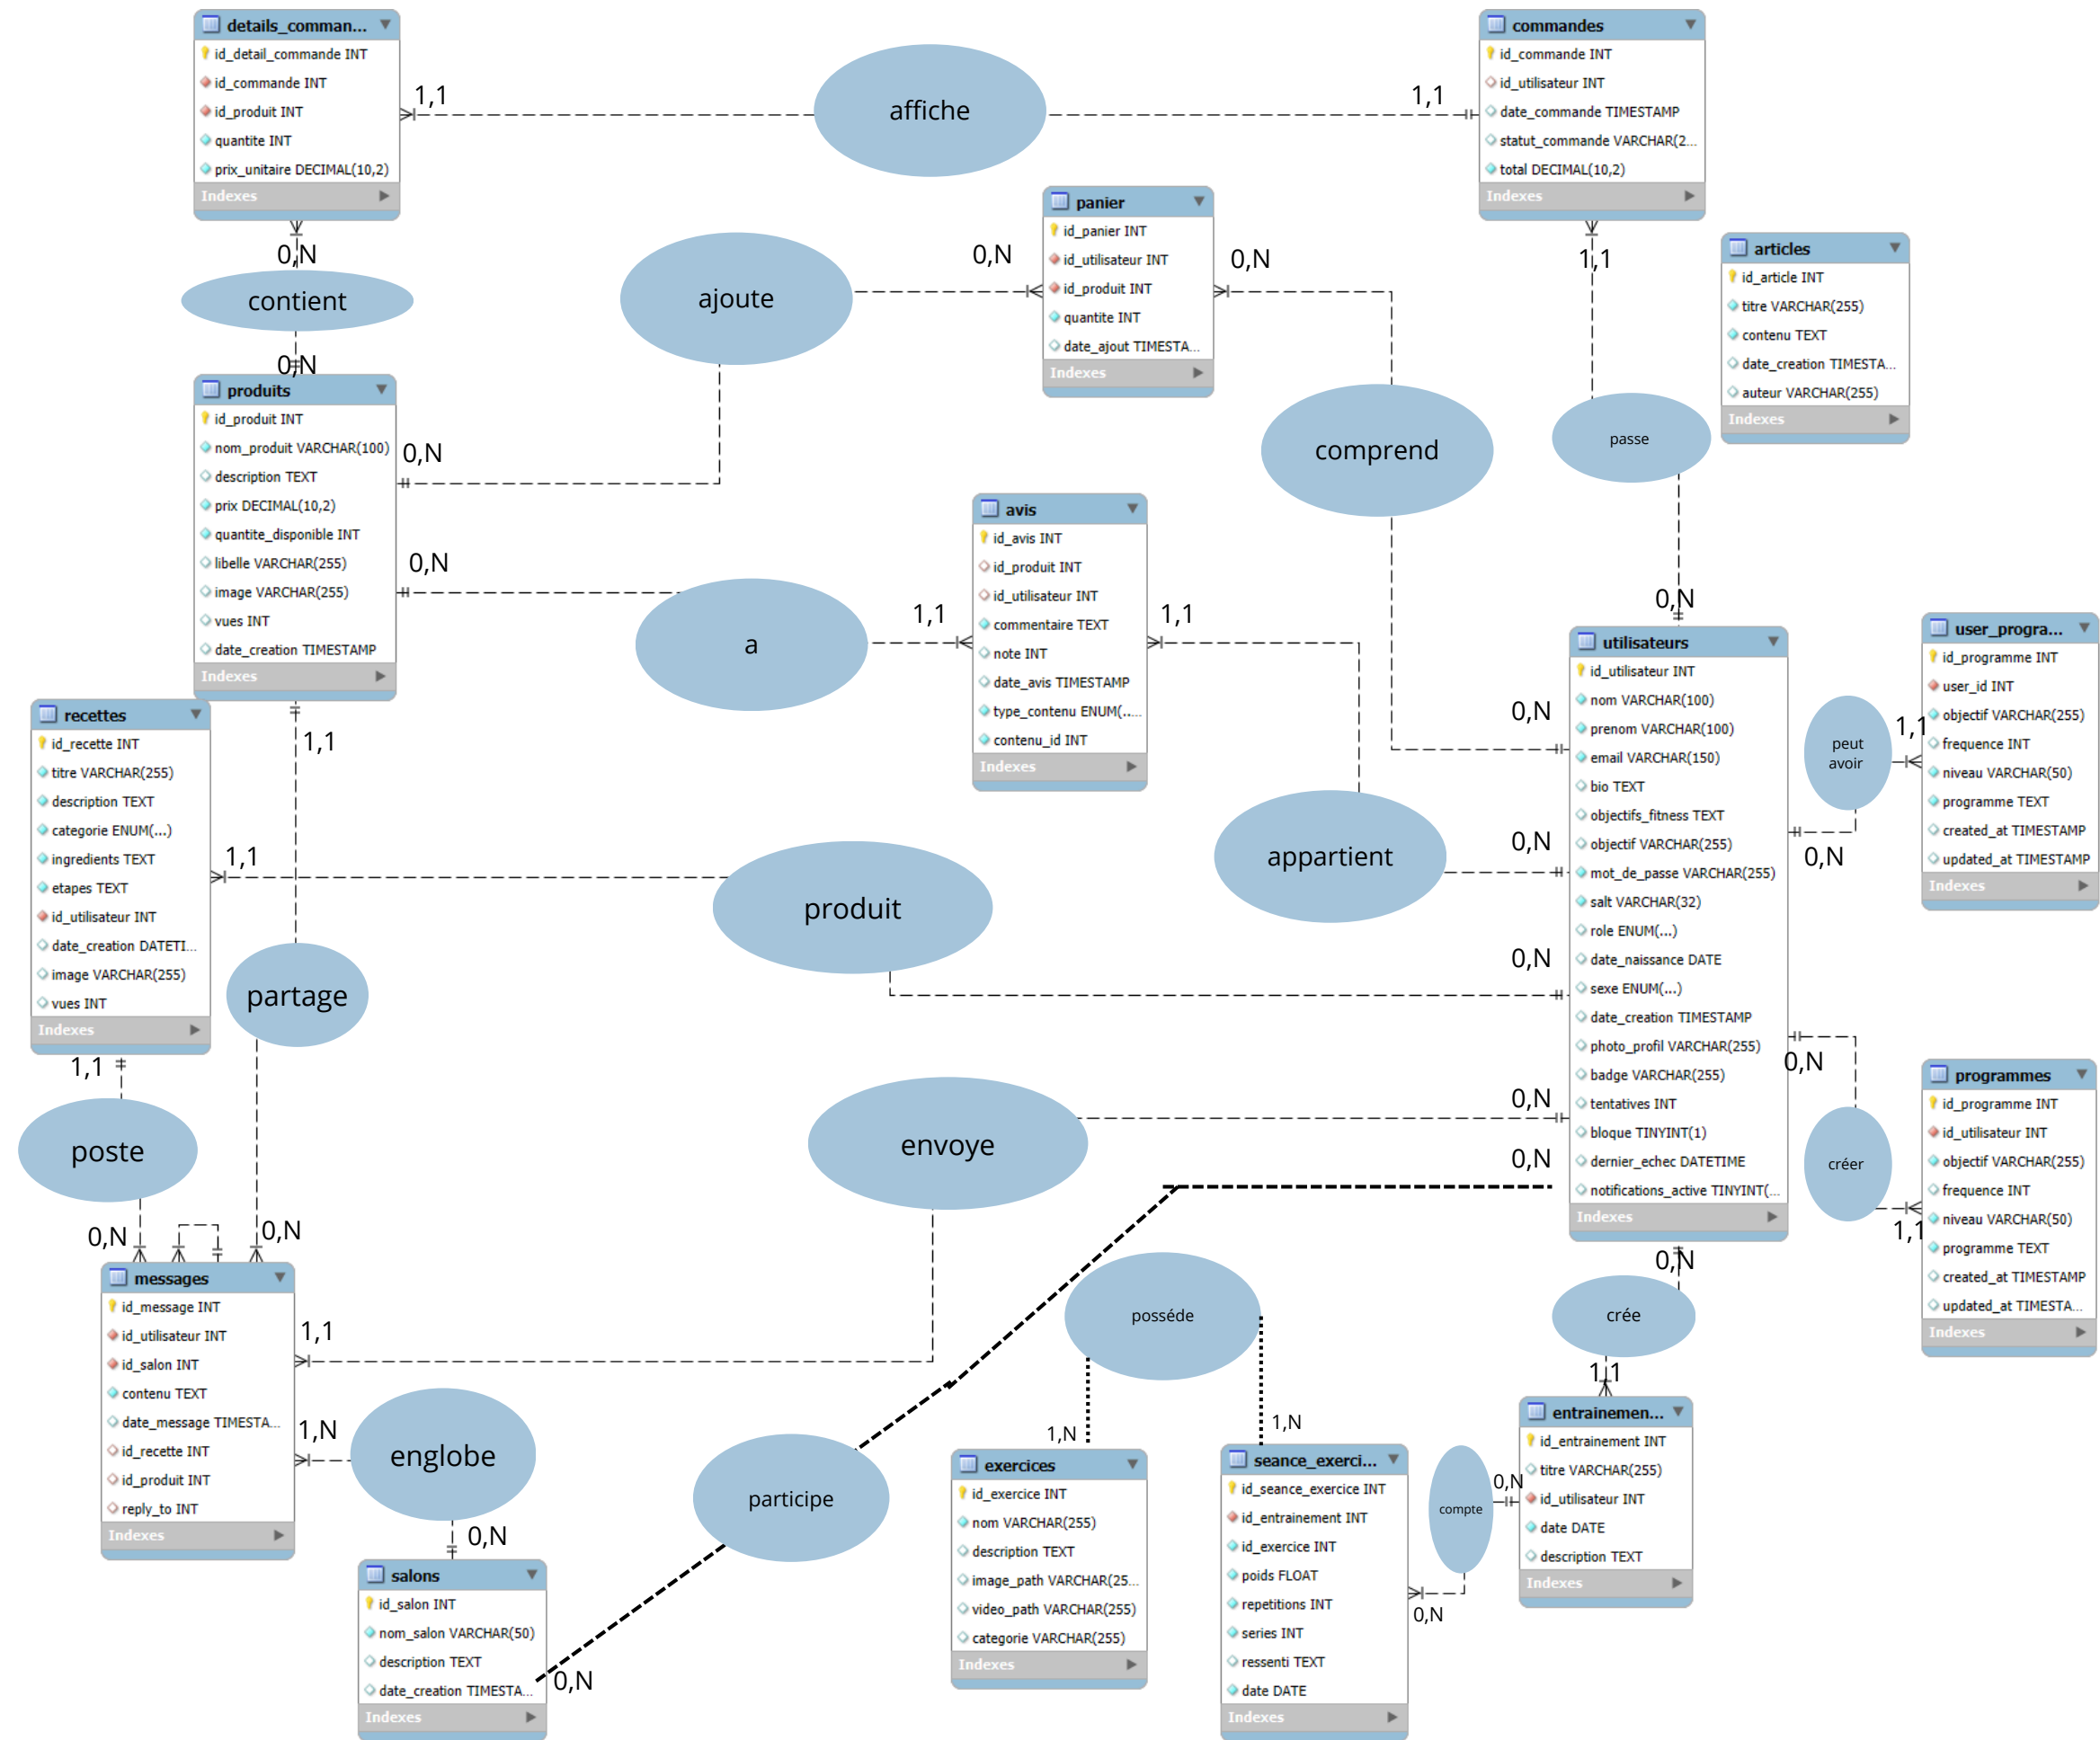 details_comman...
id_detail_commande INT
id_commande INT
id_produit INT
quantite INT
prix_unitaire DECIMAL(10,2)
Indexes
1,1
affiche
1,1
commandes
id_commande INT
id_utilisateur INT
date_commande TIMESTAMP
statut_commande VARCHAR(2...
total DECIMAL(10,2)
Indexes
0,N
contient
0,N
ajoute
0,N
panier
id_panier INT
id_utilisateur INT
id_produit INT
quantite INT
date_ajout TIMESTA...
Indexes
0,N
comprend
1,1
passe
0,N
articles
id_article INT
titre VARCHAR(255)
contenu TEXT
date_creation TIMESTA...
auteur VARCHAR(255)
Indexes
produits
id_produit INT
nom_produit VARCHAR(100)
description TEXT
prix DECIMAL(10,2)
quantite_disponible INT
libelle VARCHAR(255)
image VARCHAR(255)
vues INT
date_creation TIMESTAMP
Indexes
0,N
0,N
a
1,1
avis
id_avis INT
id_produit INT
id_utilisateur INT
commentaire TEXT
note INT
date_avis TIMESTAMP
type_contenu ENUM(.....
contenu_id INT
Indexes
1,1
appartient
utilisateurs
id_utilisateur INT
nom VARCHAR(100)
prenom VARCHAR(100)
email VARCHAR(150)
bio TEXT
objectifs_fitness TEXT
objectif VARCHAR(255)
mot_de_passe VARCHAR(255)
salt VARCHAR(32)
role ENUM(...)
date_naissance DATE
sexe ENUM(...)
date_creation TIMESTAMP
photo_profil VARCHAR(255)
badge VARCHAR(255)
tentatives INT
bloque TINYINT(1)
dernier_echec DATETIME
notifications_active TINYINT(...
Indexes
0,N
0,N
0,N
0,N
0,N
peut
avoir
1,1
0,N
user_progra...
id_programme INT
user_id INT
objectif VARCHAR(255)
frequence INT
niveau VARCHAR(50)
programme TEXT
created_at TIMESTAMP
updated_at TIMESTAMP
Indexes
recettes
id_recette INT
titre VARCHAR(255)
description TEXT
categorie ENUM(...)
ingredients TEXT
etapes TEXT
id_utilisateur INT
date_creation DATETI...
image VARCHAR(255)
vues INT
Indexes
1,1
1,1
produit
partage
1,1
poste
0,N
0,N
envoye
0,N
créer
1,1
programmes
id_programme INT
id_utilisateur INT
objectif VARCHAR(255)
frequence INT
niveau VARCHAR(50)
programme TEXT
created_at TIMESTAMP
updated_at TIMESTA...
Indexes
messages
id_message INT
id_utilisateur INT
id_salon INT
contenu TEXT
date_message TIMESTA...
id_recette INT
id_produit INT
reply_to INT
Indexes
1,1
1,N
englobe
0,N
participe
salons
id_salon INT
nom_salon VARCHAR(50)
description TEXT
date_creation TIMESTA...
Indexes
0,N
posséde
1,N
1,N
exercices
id_exercice INT
nom VARCHAR(255)
description TEXT
image_path VARCHAR(25...
video_path VARCHAR(255)
categorie VARCHAR(255)
Indexes
seance_exerci...
id_seance_exercice INT
id_entrainement INT
id_exercice INT
poids FLOAT
repetitions INT
series INT
ressenti TEXT
date DATE
Indexes
compte
0,N
0,N
0,N
crée
1,1
entrainemen...
id_entrainement INT
titre VARCHAR(255)
id_utilisateur INT
date DATE
description TEXT
Indexes